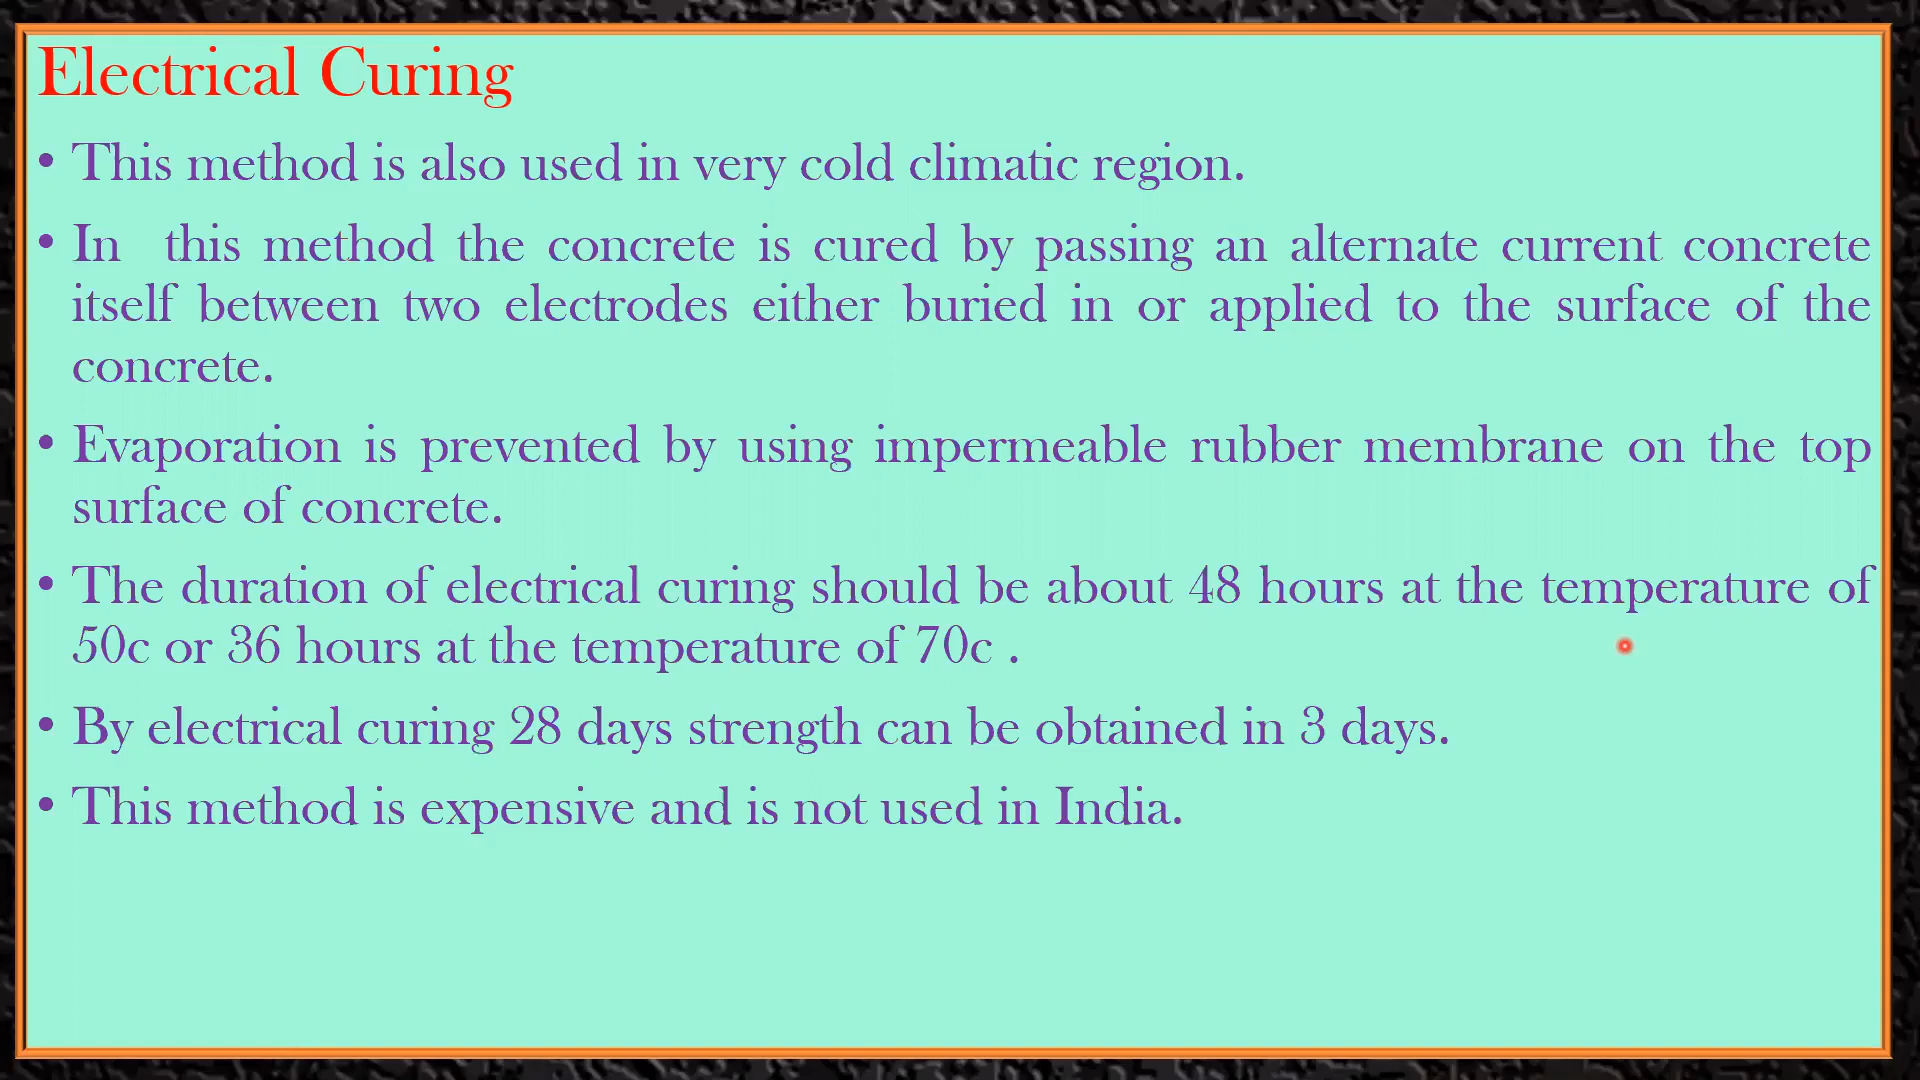 Electrical Curing
• This method is also used in very cold climatic region.
• In this method the concrete is cured by passing an alternate current concrete
itself between two electrodes either buried in or applied to the surface of the
concrete.
• Evaporation is prevented by using impermeable rubber membrane on the top
surface of concrete.
• The duration of electrical curing should be about 48 hours at the temperature of
50c or 36 hours at the temperature of 70c .
• By electrical curing 28 days strength can be obtained in 3 days.
• This method is expensive and is not used in India.